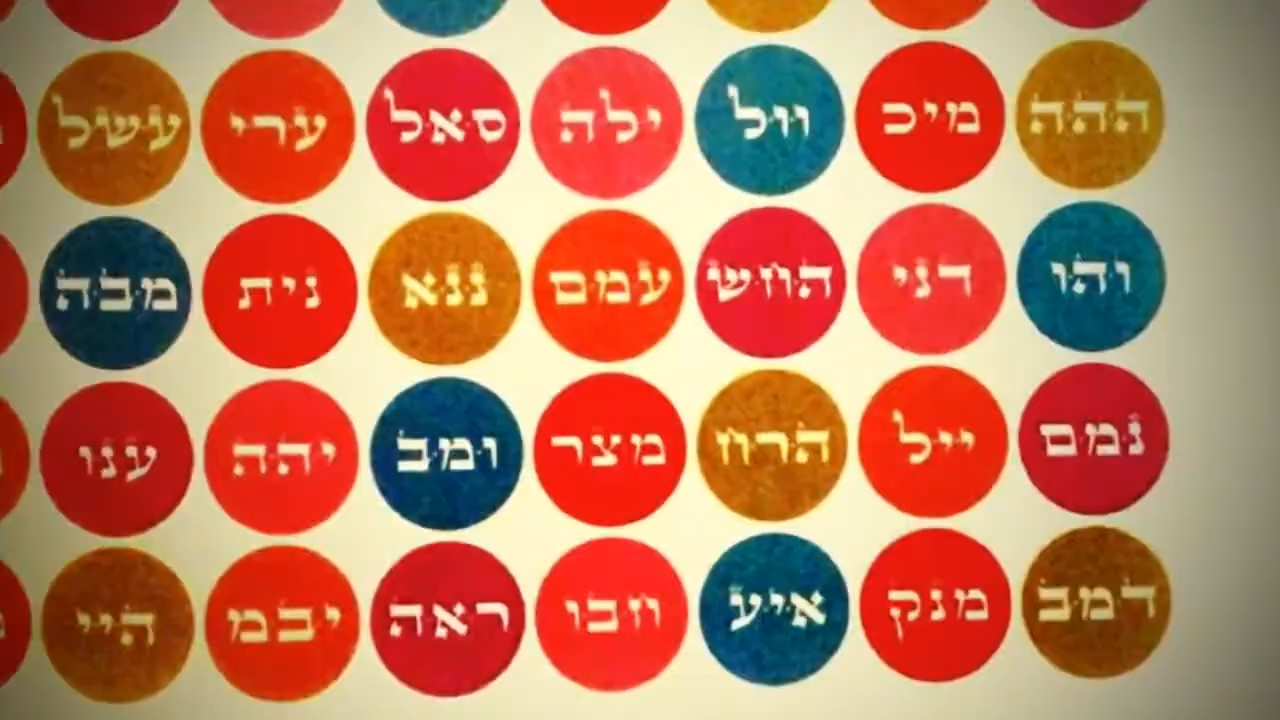 ההה מיכ וול ילה סאל ערי עשל
והו דני החש עמם ננא נית מבה
נמם ייל הרח מצר ומב יהה ענו
דמב מנק איע חבו ראה יבמ היי